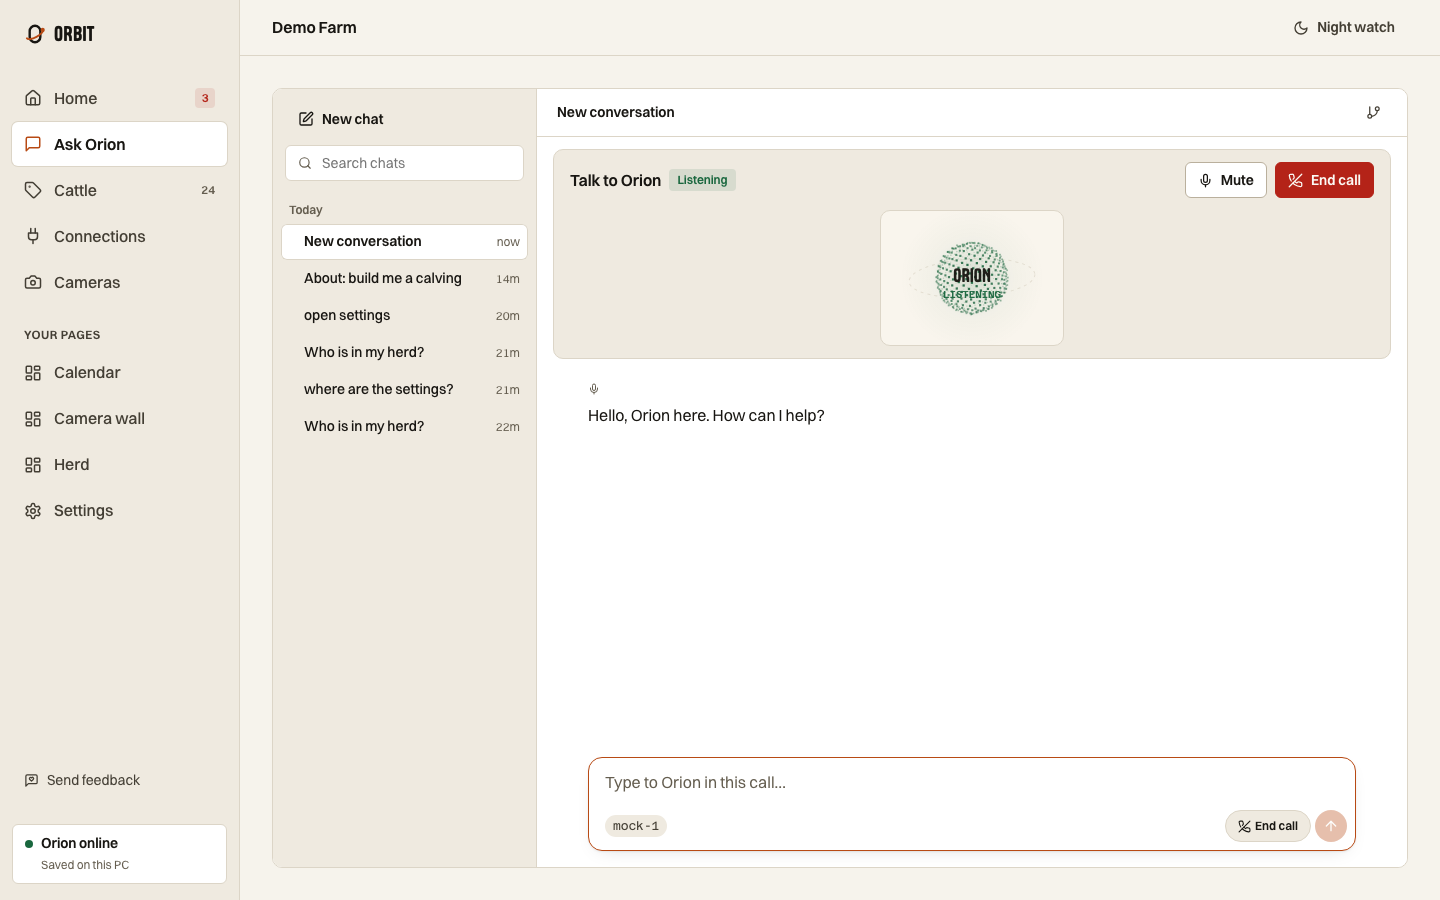 ORBIT
Home
3
Ask Orion
Cattle
24
Connections
Cameras
YOUR PAGES
Calendar
Camera wall
Herd
Settings
Send feedback
Orion online
Saved on this PC
Demo Farm
Night watch
New chat
Search chats
Today
New conversation
now
About: build me a calving
14m
open settings
20m
Who is in my herd?
21m
where are the settings?
21m
Who is in my herd?
22m
New conversation
Talk to Orion
Listening
Mute
End call
ORION
LISTENING
Hello, Orion here. How can I help?
Type to Orion in this call...
mock-1
End call